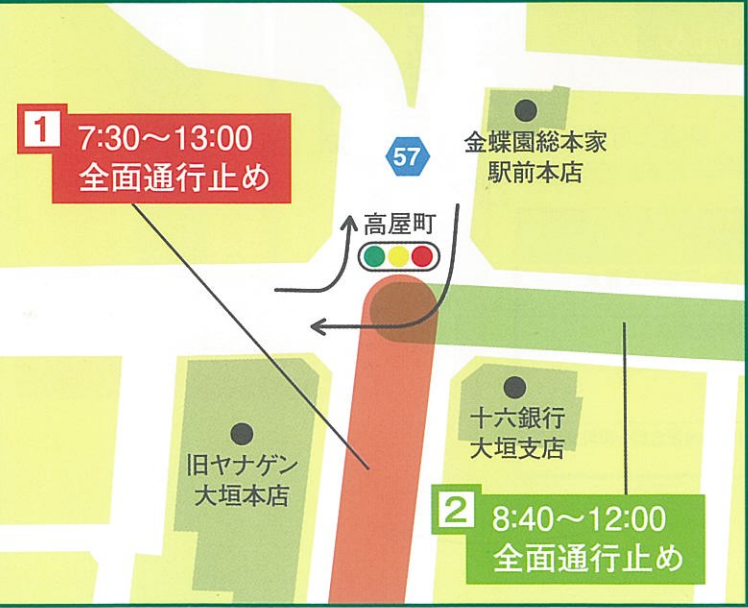 1
7:30～13:00
全面通行止め
57
金蝶園総本家
駅前本店
高屋町
十六銀行
大垣支店
旧ヤナゲン
大垣本店
2
8:40～12:00
全面通行止め